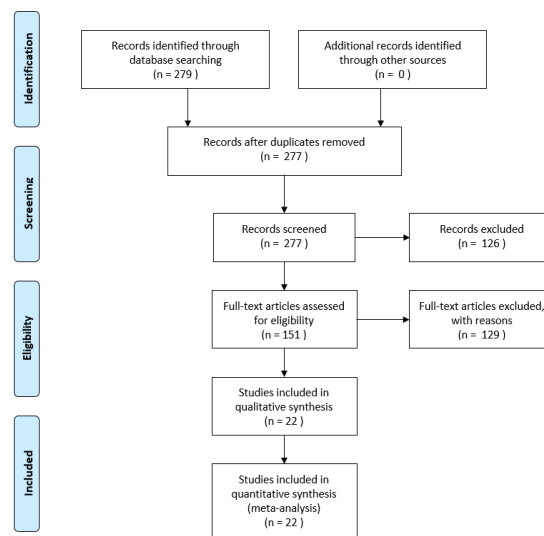 Identification
Records identified through
database searching
(n = 279 )
Additional records identified
through other sources
(n = 0 )
Records after duplicates removed
(n = 277 )
Screening
Records screened
(n = 277 )
Records excluded
(n = 126 )
Eligibility
Full-text articles assessed
for eligibility
(n = 151 )
Full-text articles excluded,
with reasons
(n = 129 )
Studies included in
qualitative synthesis
(n = 22 )
Included
Studies included in
quantitative synthesis
(meta-analysis)
(n = 22 )